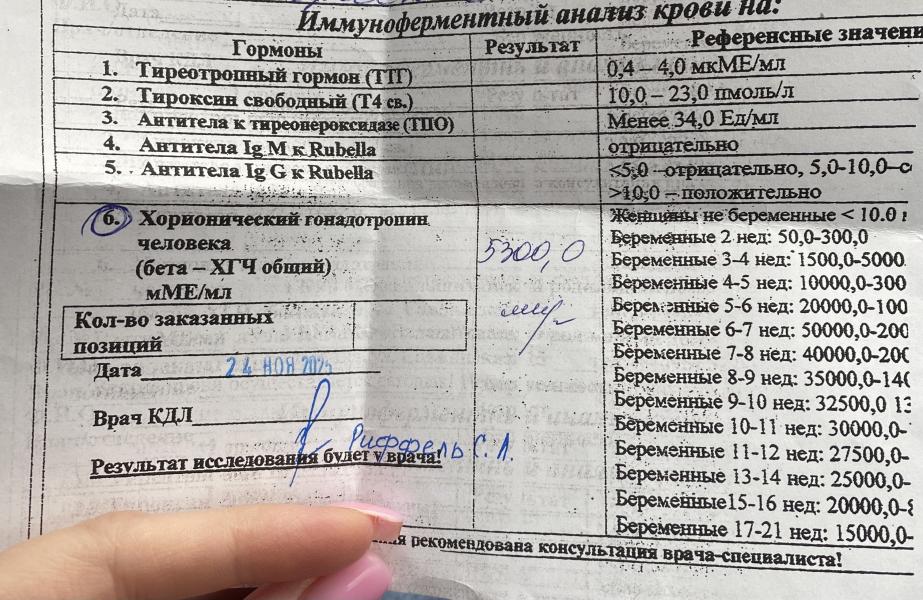 Иммуноферментный анализ крови на:
Гормоны Результат Референсные значени
1. Тиреотропный гормон (ТТГ) 0,4 – 4,0 мкМЕ/мл
2. Тироксин свободный (Т4 св.) 10,0 – 23,0 пмоль/л
3. Антитела к тиреопероксидазе (ТПО) Менее 34,0 Ед/мл
4. Антитела Ig M к Rubella отрицательно
5. Антитела Ig G к Rubella ≤5,0 –отрицательно, 5,0-10,0–с
>10,0 – положительно
6. Хорионический гонадотропин Женщины не беременные < 10.0
человека 5300,0 Беременные 2 нед: 50,0-300,0
(бета – ХГЧ общий) Беременные 3-4 нед: 1500,0-5000
мМЕ/мл Беременные 4-5 нед: 10000,0-300
Кол-во заказанных Беременные 5-6 нед: 20000,0-100
Беременные 6-7 нед: 50000,0-200
позиций Беременные 7-8 нед: 40000,0-200
Дата 24 НОЯ 2025 Беременные 8-9 нед: 35000,0-140
Беременные 9-10 нед: 32500,0 13
Врач КДЛ Беременные 10-11 нед: 30000,0-
Риффель С. А. Беременные 11-12 нед: 27500,0-
Результат исследования будет у врача! Беременные 13-14 нед: 25000,0-
Беременные15-16 нед: 20000,0-
Беременные 17-21 нед: 15000,0-
рекомендована консультация врача-специалиста!